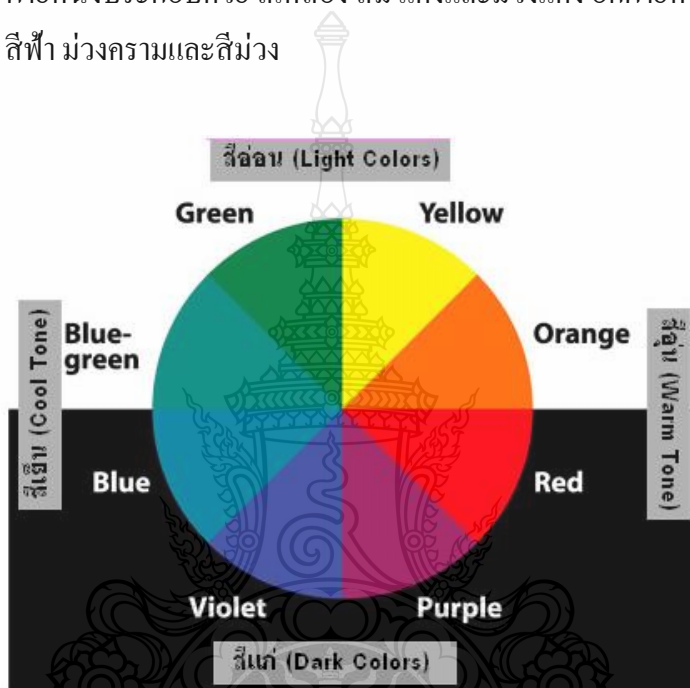 สีฟ้า ม่วงครามและสีม่วง
สีอ่อน (Light Colors)
Green
Yellow
สีเย็น (Cool Tone)
Blue-
green
Orange
สีอุ่น (Warm Tone)
Blue
Red
Violet
Purple
สีแก่ (Dark Colors)